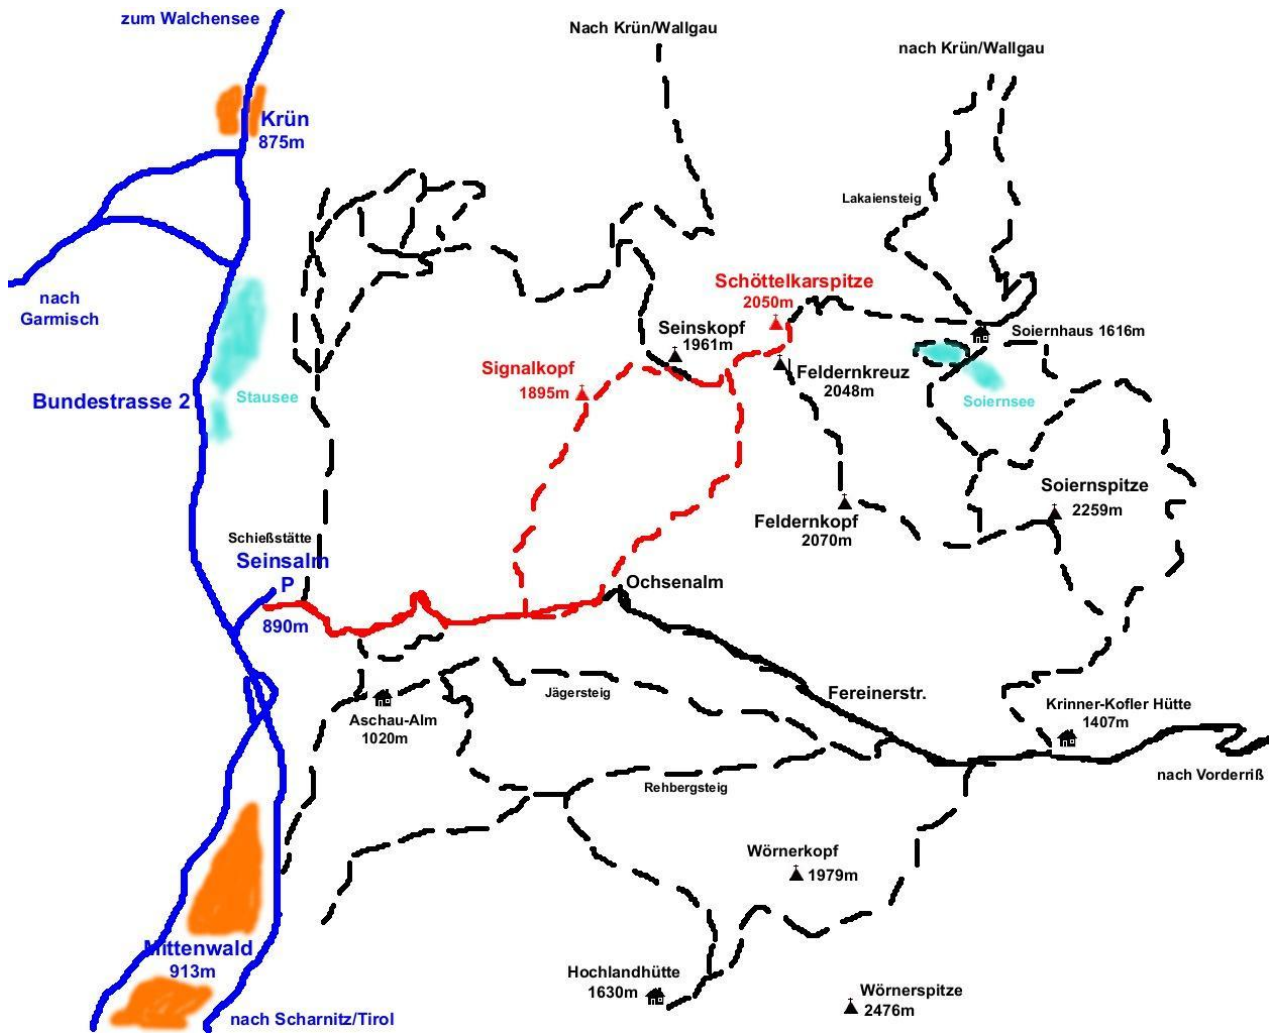 zum Walchensee
Nach Krün/Wallgau
nach Krün/Wallgau
Krün
875m
Lakaiensteig
nach
Garmisch
Schöttelkarspitze
2050m
Seinskopf
1961m
Soiernhaus 1616m
Signalkopf
1895m
Feldernkreuz
2048m
Bundestrasse 2
Stausee
Soiernsee
Soiernspitze
2259m
Feldernkopf
2070m
Schießstätte
Seinsalm
P
890m
Ochsenalm
Jägersteig
Fereinerstr.
Aschau-Alm
1020m
Krinner-Kofler Hütte
1407m
nach Vorderriß
Rehbergsteig
Wörnerkopf
1979m
Mittenwald
913m
Hochlandhütte
1630m
Wörnerspitze
2476m
nach Scharnitz/Tirol